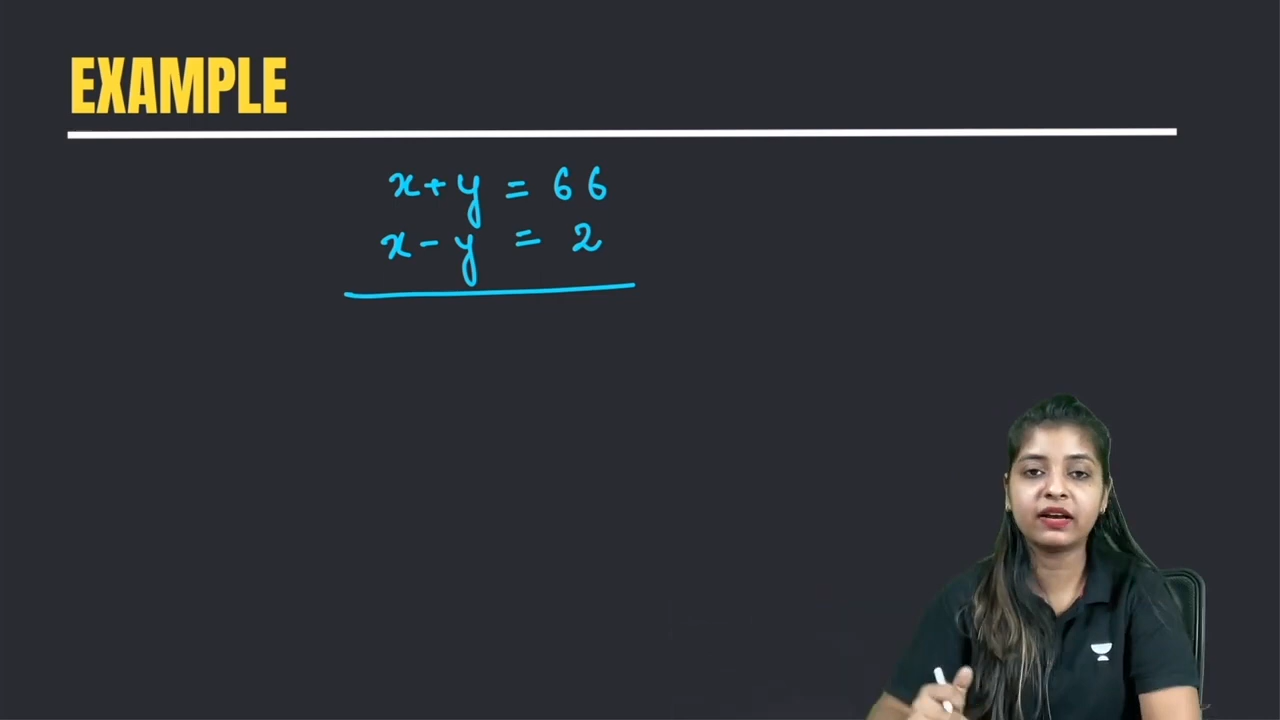 EXAMPLE
x + y = 66
x - y = 2